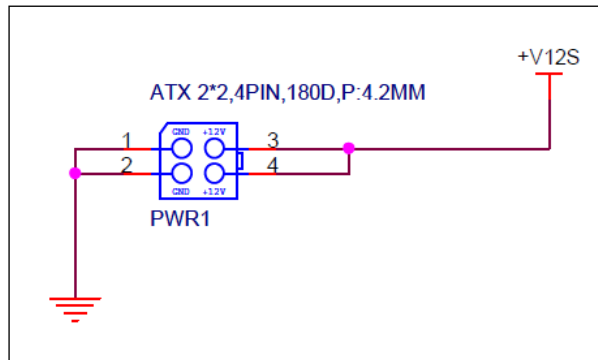 +V12S
ATX 2*2,4PIN,180D,P:4.2MM
1 GND +12V 3
2 4
GND +12V
PWR1